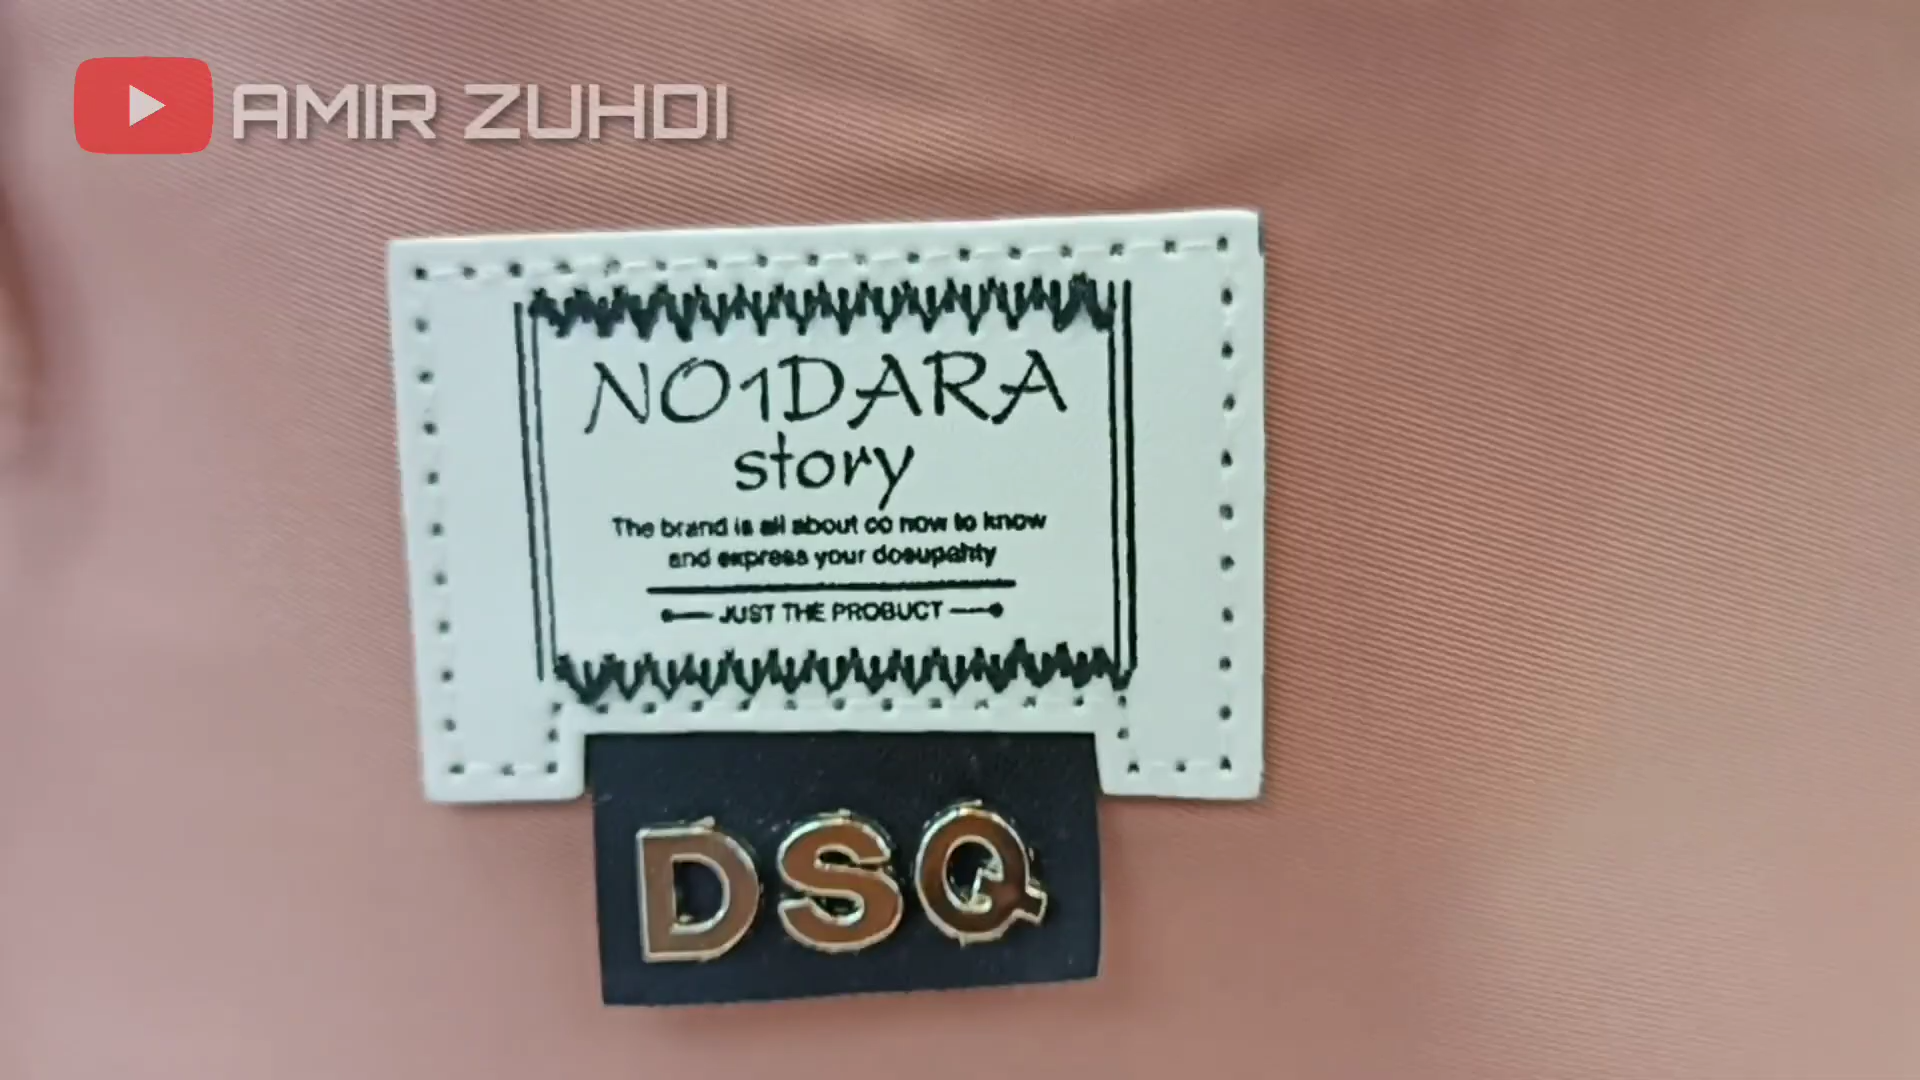 AMIR ZUHDI
NO1DARA
story
The brand is all about co now to know
and express your dosupahty
JUST THE PROBUCT
DSQ